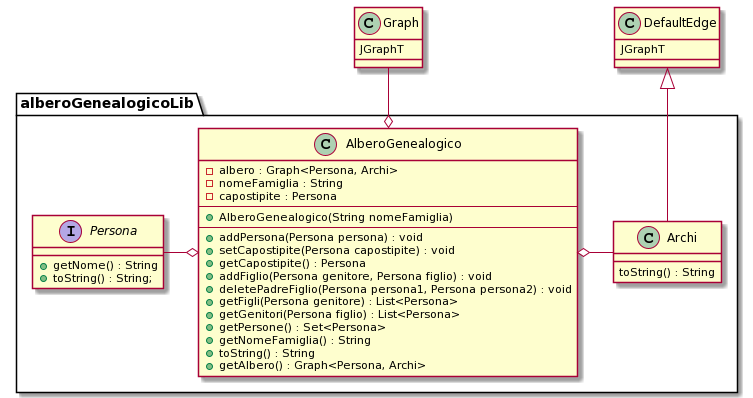 C Graph
JGraphT
C DefaultEdge
JGraphT
alberoGenealogicoLib
C AlberoGenealogico
albero : Graph<Persona, Archi>
nomeFamiglia : String
capostipite : Persona
AlberoGenealogico(String nomeFamiglia)
addPersona(Persona persona) : void
setCapostipite(Persona capostipite) : void
getCapostipite() : Persona
addFiglio(Persona genitore, Persona figlio) : void
deletePadreFiglio(Persona persona1, Persona persona2) : void
getFigli(Persona genitore) : List<Persona>
getGenitori(Persona figlio) : List<Persona>
getPersone() : Set<Persona>
getNomeFamiglia() : String
toString() : String
getAlbero() : Graph<Persona, Archi>
I Persona
getNome() : String
toString() : String;
C Archi
toString() : String